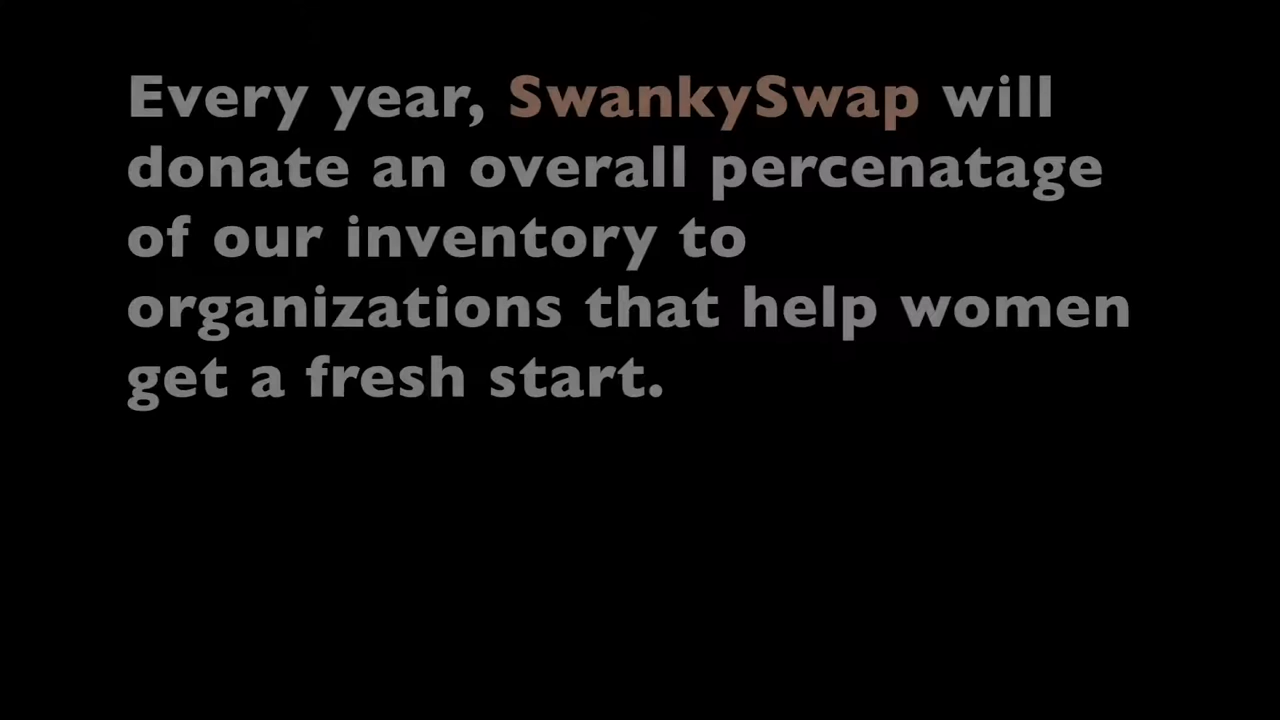 Every year, SwankySwap will
donate an overall percenatage
of our inventory to
organizations that help women
get a fresh start.